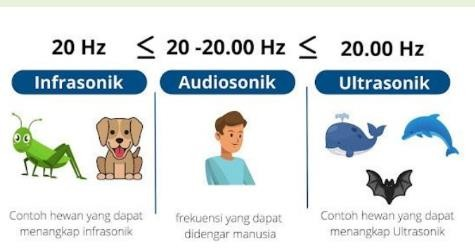 20 Hz ≤ 20 -20.00 Hz ≤ 20.00 Hz
Infrasonik Audiosonik Ultrasonik
Contoh hewan yang dapat
menangkap infrasonik
frekuensi yang dapat
didengar manusia
Contoh hewan yang dapat
menangkap Ultrasonik